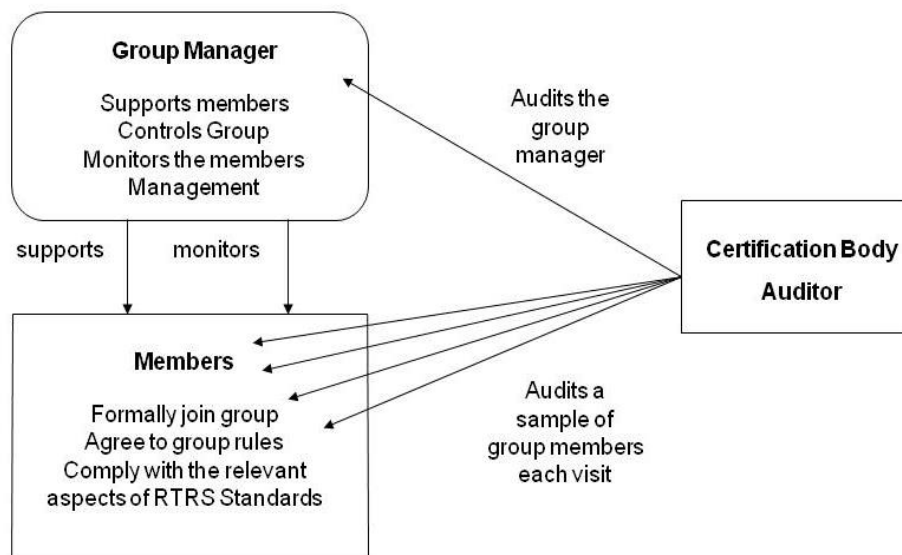 Group Manager
Supports members
Controls Group
Monitors the members
Management
Audits the
group
manager
supports
monitors
Certification Body
Auditor
Members
Formally join group
Agree to group rules
Comply with the relevant
aspects of RTRS Standards
Audits a
sample of
group members
each visit